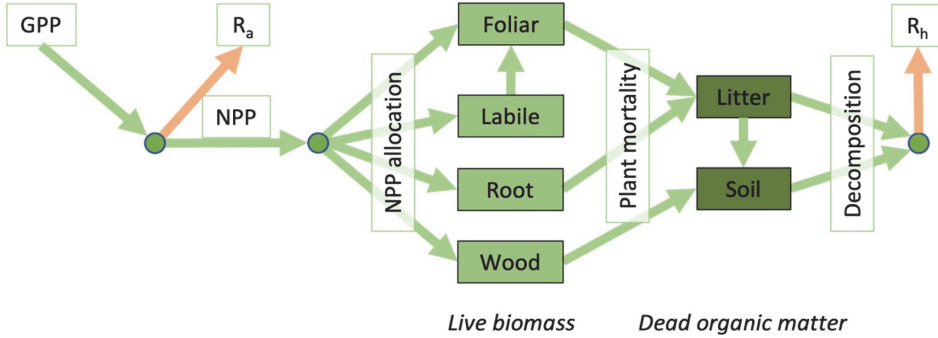 GPP
Rₐ
NPP
NPP allocation
Foliar
Labile
Root
Wood
Plant mortality
Litter
Soil
Decomposition
Rₕ
Live biomass
Dead organic matter